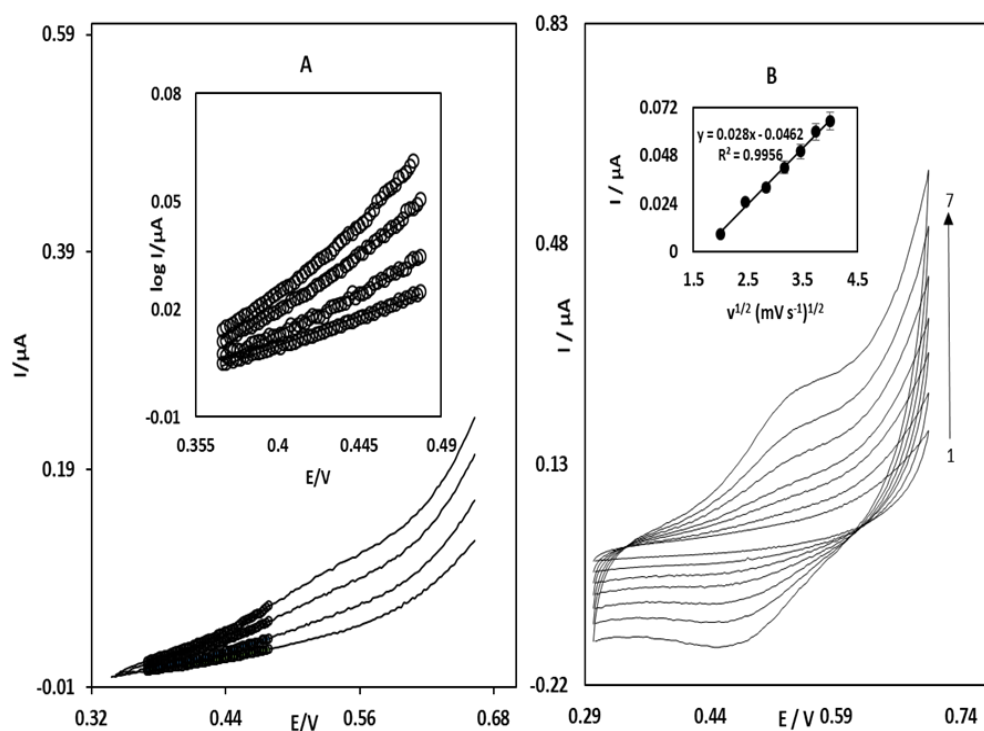 0.59
0.39
0.19
-0.01
I/µA
0.32
0.44
0.56
0.68
E/V
A
0.08
0.05
0.02
-0.01
log I/µA
0.355
0.4
0.445
0.49
E/V
0.83
0.48
0.13
-0.22
I / µA
0.29
0.44
0.59
0.74
E / V
B
0.072
0.048
0.024
0
I / µA
y = 0.028x - 0.0462
R² = 0.9956
1.5
2.5
3.5
4.5
v^1/2 (mV s⁻¹)^1/2
7
1